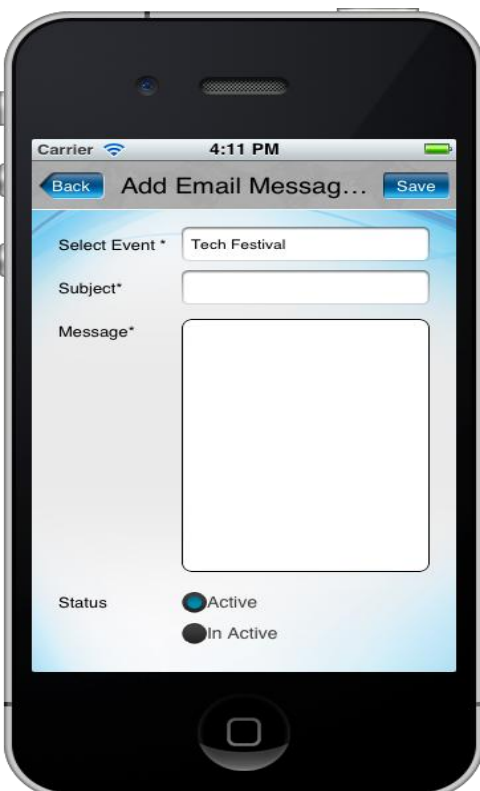 Carrier 4:11 PM
Back Add Email Messag... Save
Select Event * Tech Festival
Subject*
Message*
Status Active
In Active